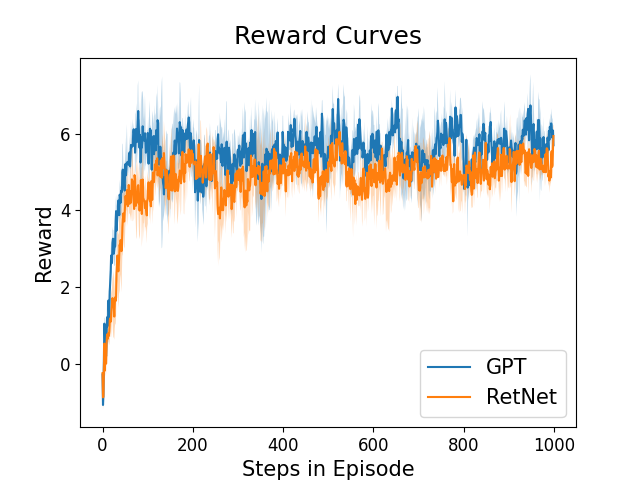 Reward Curves
Reward
6
4
2
0
GPT
RetNet
0 200 400 600 800 1000
Steps in Episode